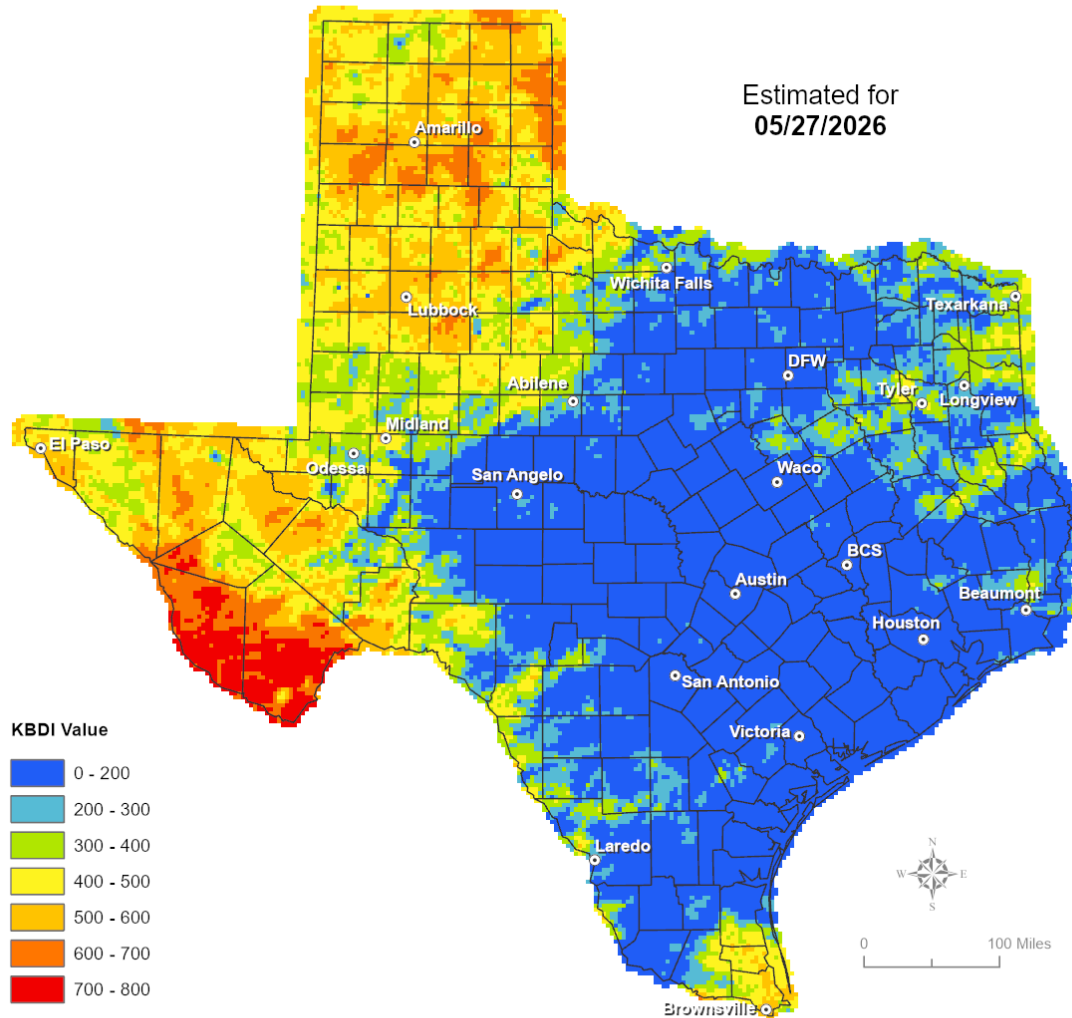 Estimated for
05/27/2026
Amarillo
Wichita Falls
Lubbock
Texarkana
DFW
Abilene
Tyler
Longview
Midland
El Paso
Odessa
San Angelo
Waco
BCS
Austin
Beaumont
Houston
San Antonio
Victoria
Laredo
Brownsville
KBDI Value
0 - 200
200 - 300
300 - 400
400 - 500
500 - 600
600 - 700
700 - 800
N
W E
S
0 100 Miles